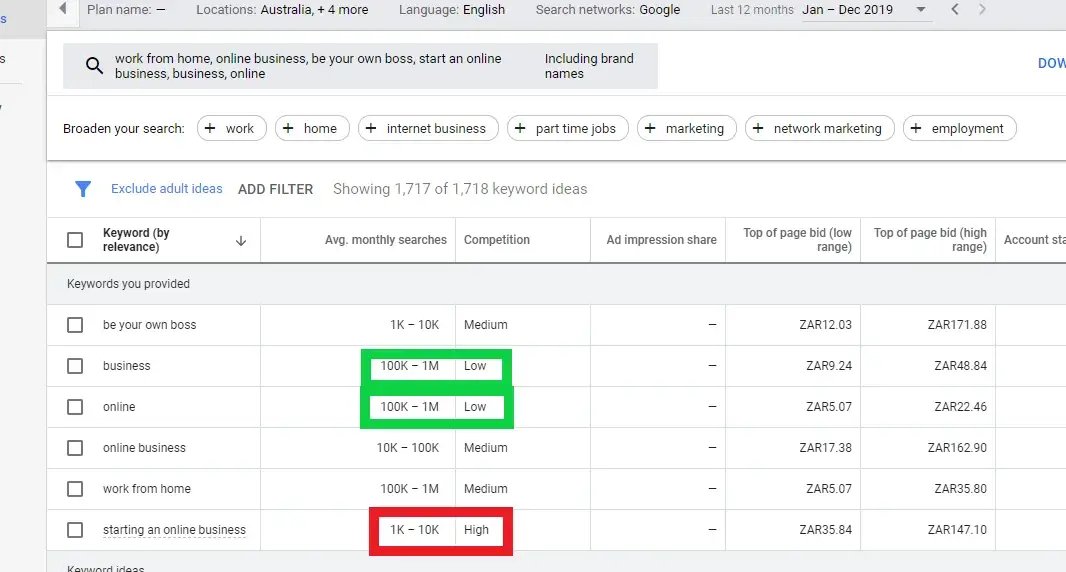 Plan name: — Locations: Australia, + 4 more Language: English Search networks: Google Last 12 months Jan – Dec 2019
work from home, online business, be your own boss, start an online business, business, online
Including brand names
DOW
Broaden your search: + work + home + internet business + part time jobs + marketing + network marketing + employment
Exclude adult ideas ADD FILTER Showing 1,717 of 1,718 keyword ideas
Keyword (by relevance) Avg. monthly searches Competition Ad impression share Top of page bid (low range) Top of page bid (high range) Account sta
Keywords you provided
be your own boss 1K – 10K Medium – ZAR12.03 ZAR171.88
business 100K – 1M Low – ZAR9.24 ZAR48.84
online 100K – 1M Low – ZAR5.07 ZAR22.46
online business 10K – 100K Medium – ZAR17.38 ZAR162.90
work from home 100K – 1M Medium – ZAR5.07 ZAR35.80
starting an online business 1K – 10K High – ZAR35.84 ZAR147.10
Keyword ideas